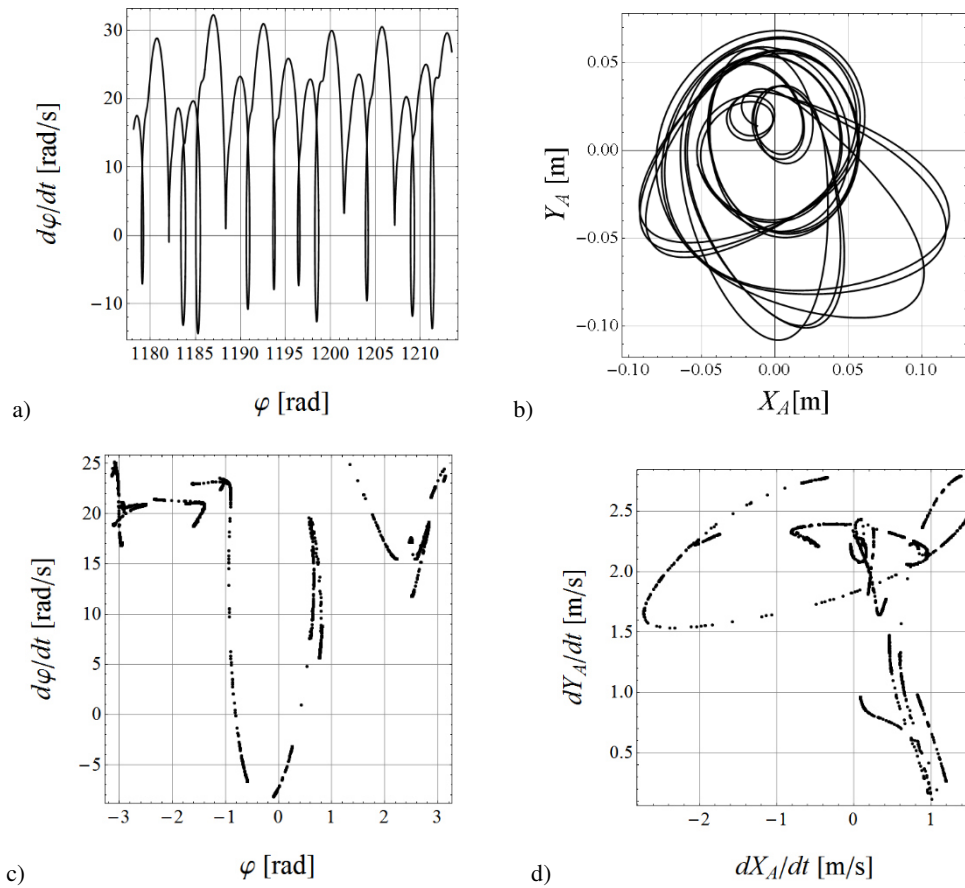 30
20
10
0
−10
dφ/dt [rad/s]
1180 1185 1191 1195 1200 1205 1210
a)
φ [rad]
0.05
0.00
−0.05
−0.10
Y_A [m]
−0.10 −0.05 0.00 0.05 0.10
b)
X_A[m]
25
20
15
10
5
0
−5
dφ/dt [rad/s]
−3 −2 −1 0 1 2 3
c)
φ [rad]
2.5
2.0
1.5
1.0
0.5
dY_A/dt [m/s]
−2 −1 0 1
d)
dX_A/dt [m/s]